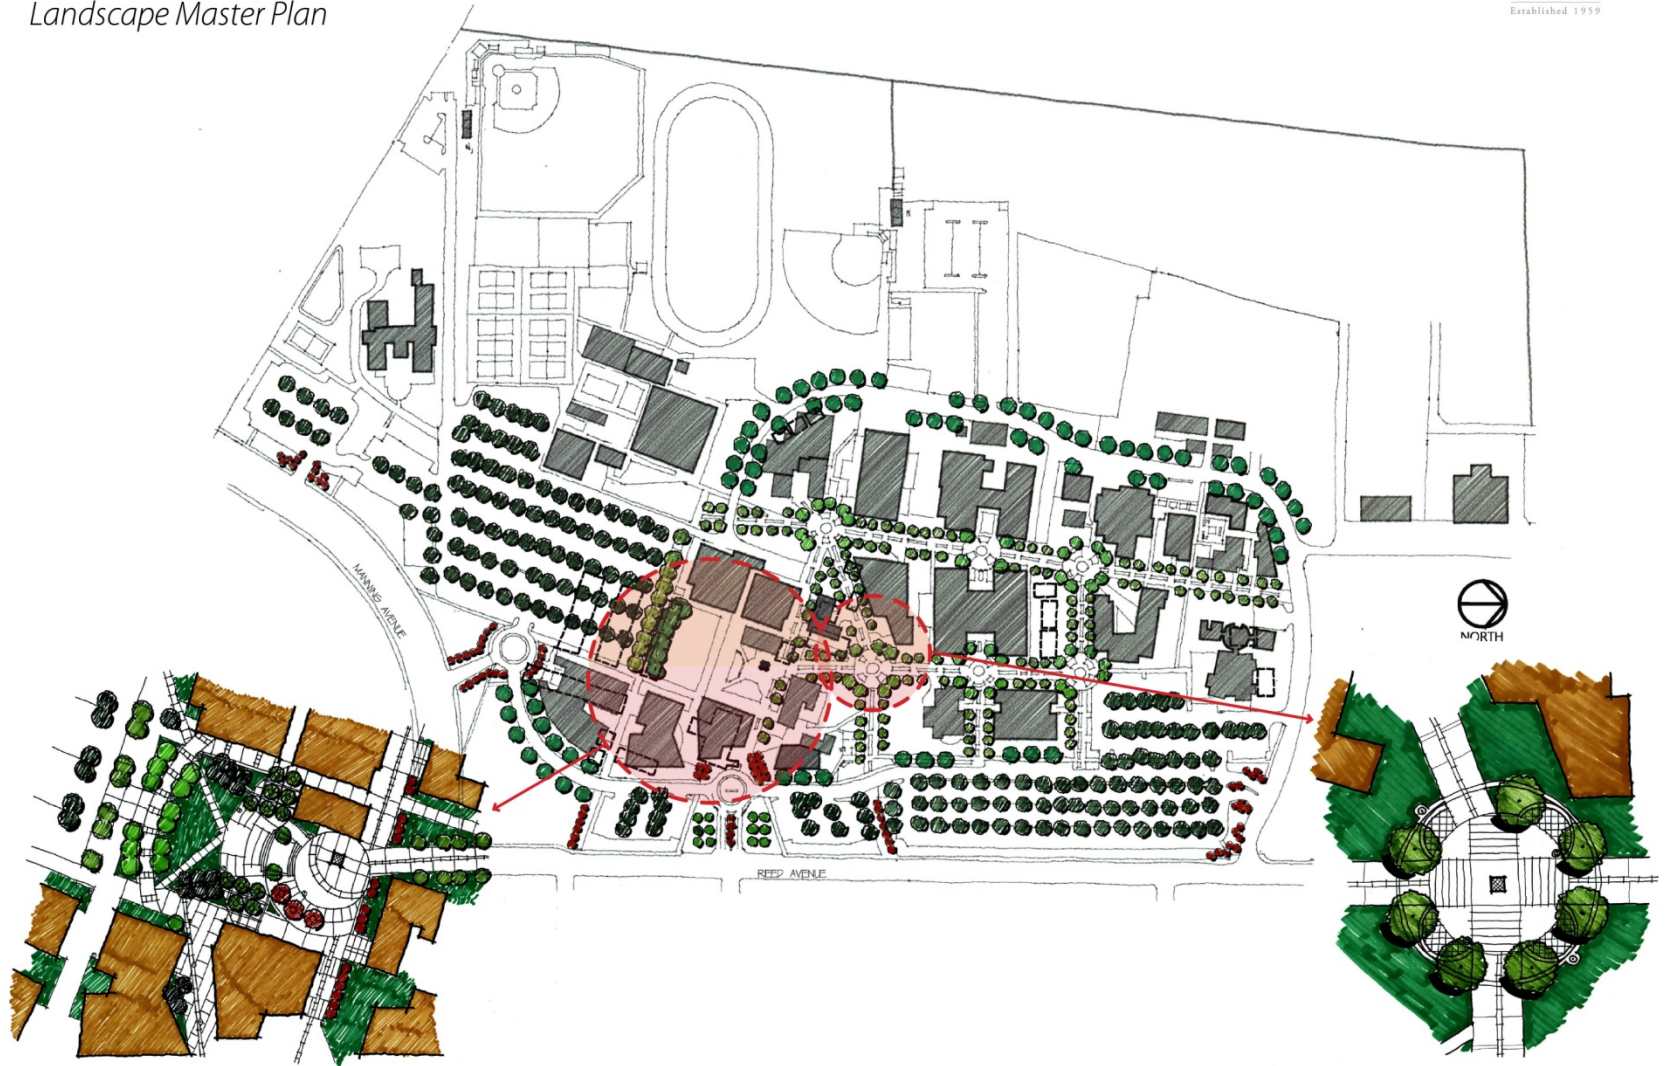 Landscape Master Plan
Established 1959
MANNING AVENUE
NORTH
REED AVENUE